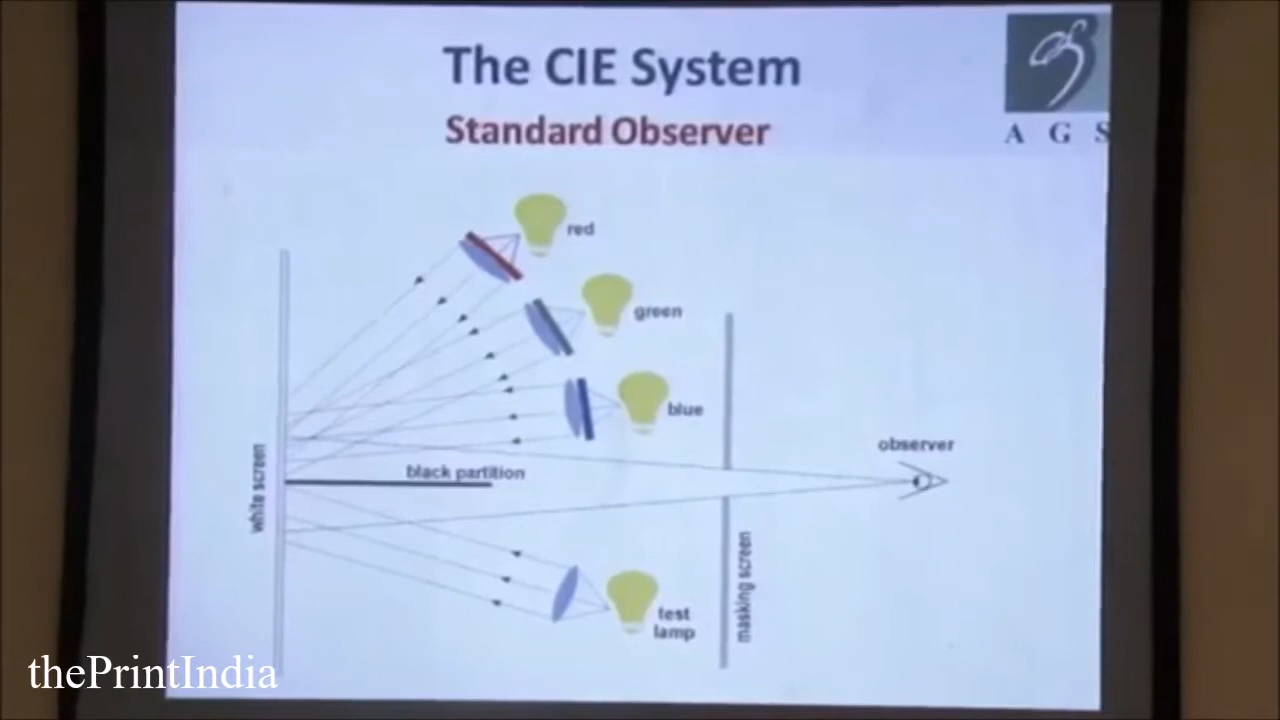 The CIE System
Standard Observer
A G S
red
green
blue
observer
black partition
white screen
masking screen
test
lamp
thePrintIndia